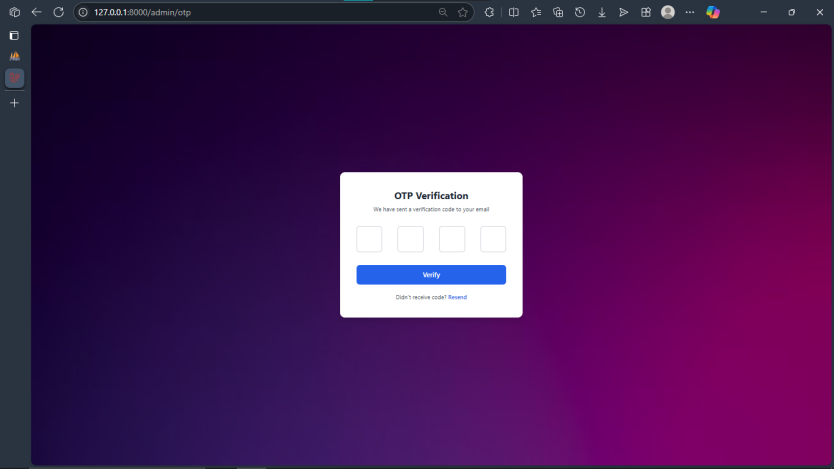 127.0.0.1:8000/admin/otp
OTP Verification
We have sent a verification code to your email
Verify
Didn't receive code? Resend